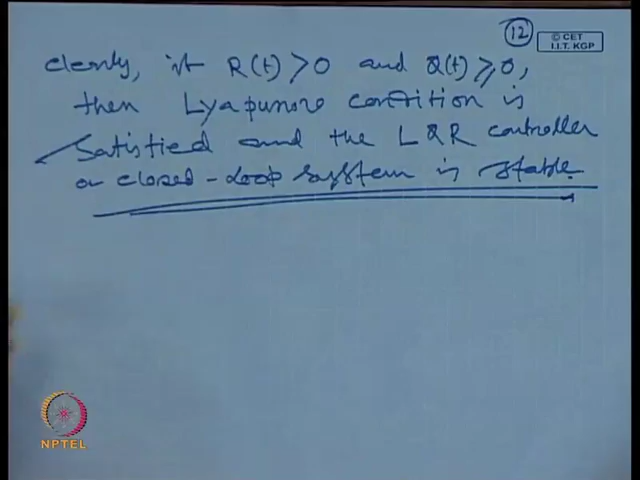 12
© CET
I.I.T. KGP
clearly, if R(t) > 0 and Q(t) ≥ 0,
then Lyapunov condition is
satisfied and the LQR controller
or closed-loop system is stable.
NPTEL